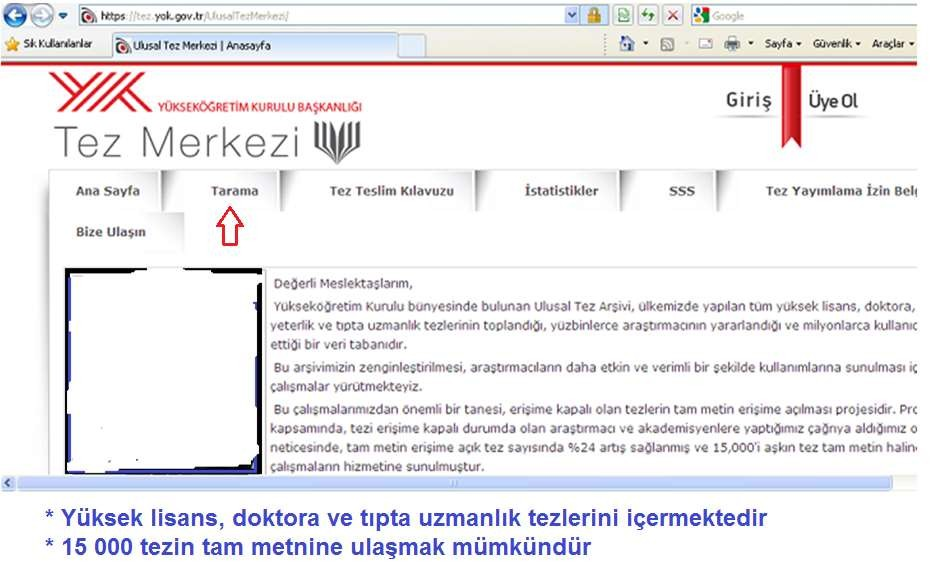 https://tez.yok.gov.tr/UlusalTezMerkezi/
Google
Sık Kullanılanlar
Ulusal Tez Merkezi | Anasayfa
Sayfa
Güvenlik
Araçlar
YÜKSEKÖĞRETİM KURULU BAŞKANLIĞI
Tez Merkezi
Giriş
Üye Ol
Ana Sayfa
Tarama
Tez Teslim Kılavuzu
İstatistikler
SSS
Tez Yayımlama İzin Belg
Bize Ulaşın
Değerli Meslektaşlarım,
Yükseköğretim Kurulu bünyesinde bulunan Ulusal Tez Arşivi, ülkemizde yapılan tüm yüksek lisans, doktora,
yeterlik ve tıpta uzmanlık tezlerinin toplandığı, yüzbinlerce araştırmacının yararlandığı ve milyonlarca kullanıc
ettiği bir veri tabanıdır.
Bu arşivimizin zenginleştirilmesi, araştırmacıların daha etkin ve verimli bir şekilde kullanımlarına sunulması iç
çalışmalar yürütmekteyiz.
Bu çalışmalarımızdan önemli bir tanesi, erişime kapalı olan tezlerin tam metin erişime açılması projesidir. Pro
kapsamında, tezi erişime kapalı durumda olan araştırmacı ve akademisyenlere yaptığımız çağrıya aldığımız o
neticesinde, tam metin erişime açık tez sayısında %24 artış sağlanmış ve 15,000'i aşkın tez tam metin halin
çalışmaların hizmetine sunulmuştur.
* Yüksek lisans, doktora ve tıpta uzmanlık tezlerini içermektedir
* 15 000 tezin tam metnine ulaşmak mümkündür